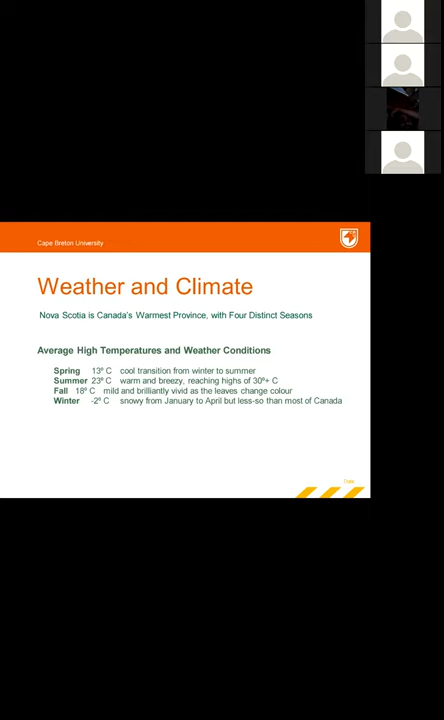 Cape Breton University
Weather and Climate
Nova Scotia is Canada's Warmest Province, with Four Distinct Seasons
Average High Temperatures and Weather Conditions
Spring 13º C cool transition from winter to summer
Summer 23º C warm and breezy, reaching highs of 30º+ C
Fall 18º C mild and brilliantly vivid as the leaves change colour
Winter -2º C snowy from January to April but less-so than most of Canada